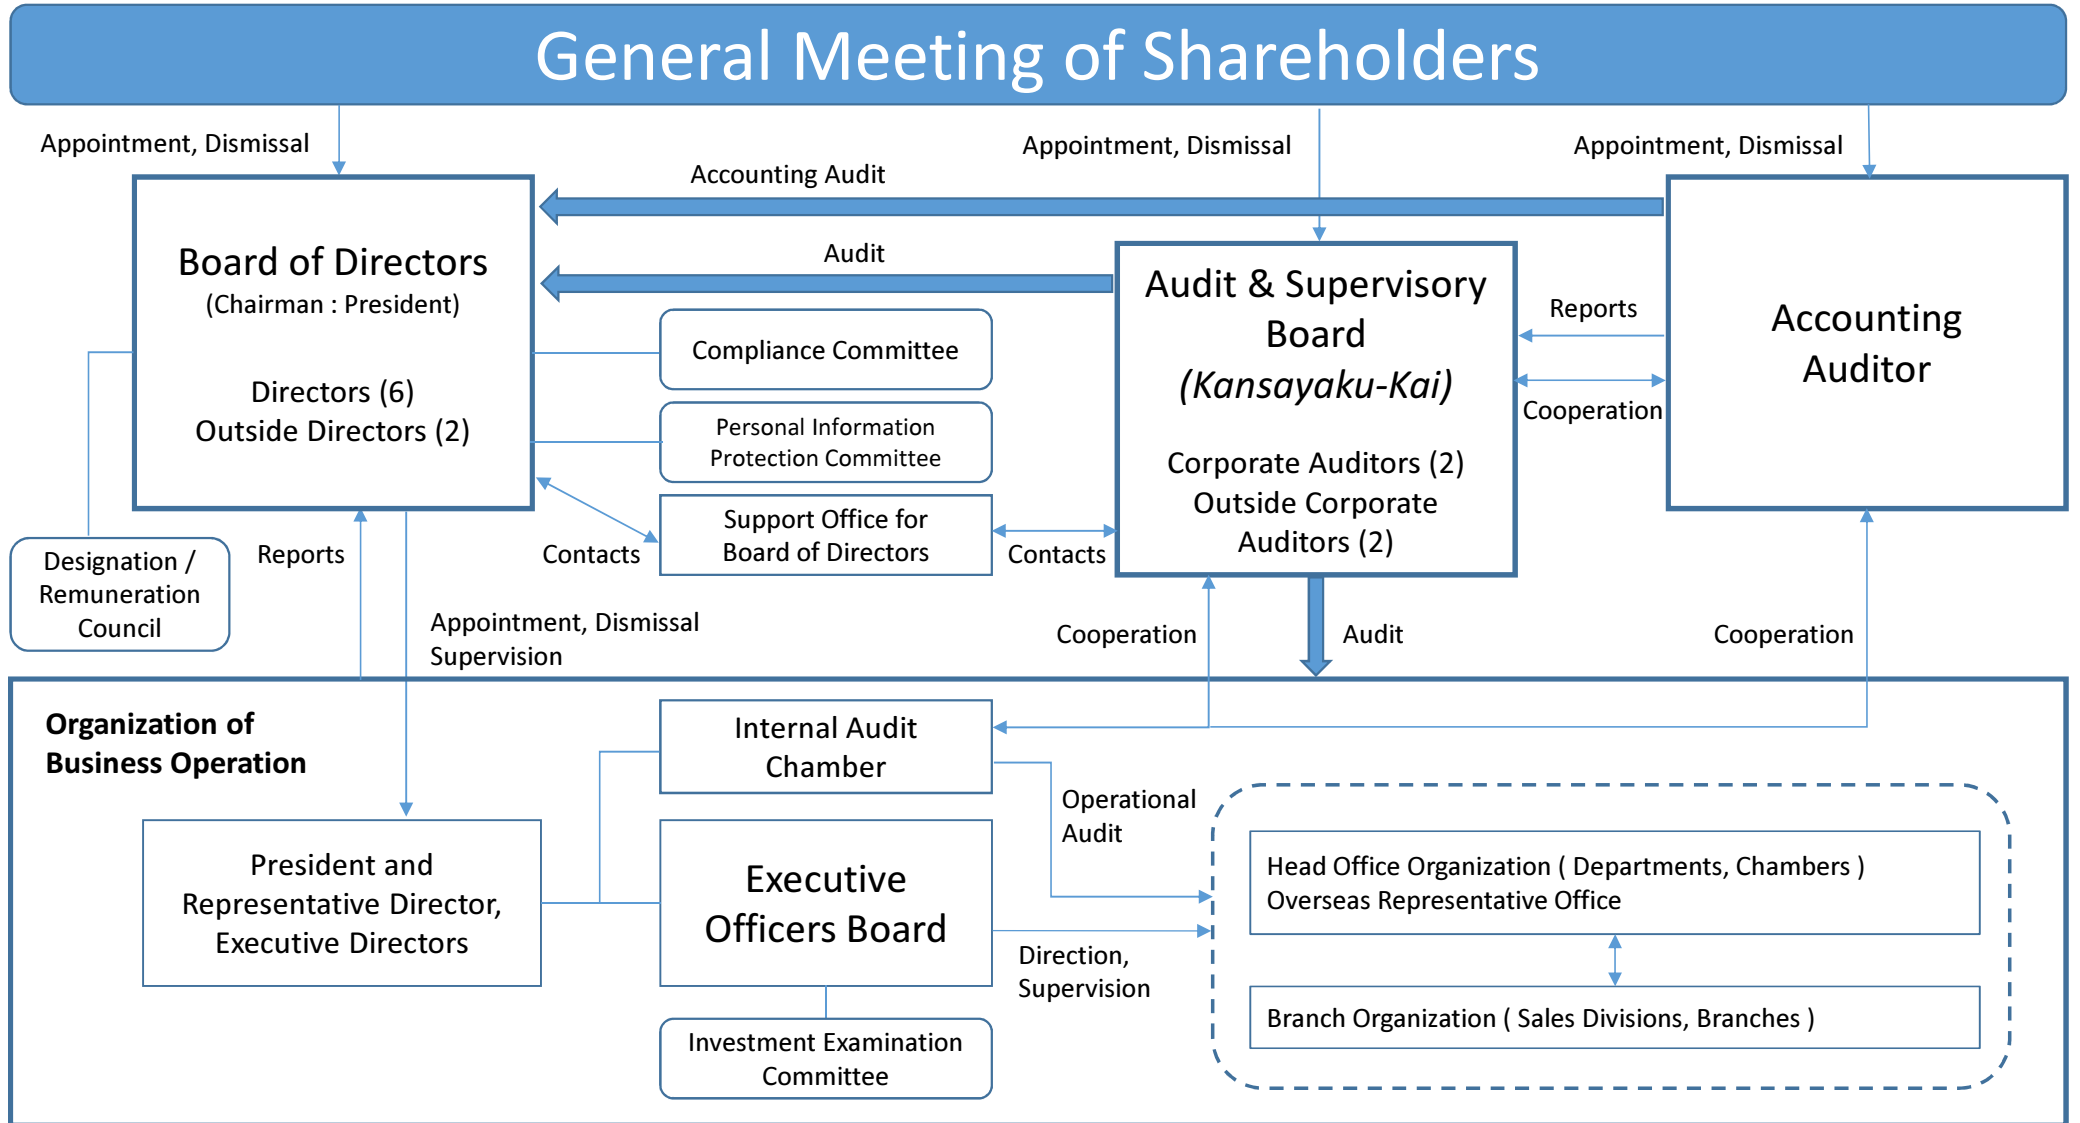 General Meeting of Shareholders
Appointment, Dismissal
Appointment, Dismissal
Appointment, Dismissal
Accounting Audit
Audit
Board of Directors
(Chairman : President)
Directors (6)
Outside Directors (2)
Compliance Committee
Personal Information
Protection Committee
Support Office for
Board of Directors
Audit & Supervisory
Board
(Kansayaku-Kai)
Corporate Auditors (2)
Outside Corporate
Auditors (2)
Reports
Cooperation
Accounting
Auditor
Designation /
Remuneration
Council
Reports
Contacts
Contacts
Appointment, Dismissal
Supervision
Cooperation
Audit
Cooperation
Organization of
Business Operation
Internal Audit
Chamber
Operational
Audit
President and
Representative Director,
Executive Directors
Executive
Officers Board
Direction,
Supervision
Investment Examination
Committee
Head Office Organization ( Departments, Chambers )
Overseas Representative Office
Branch Organization ( Sales Divisions, Branches )